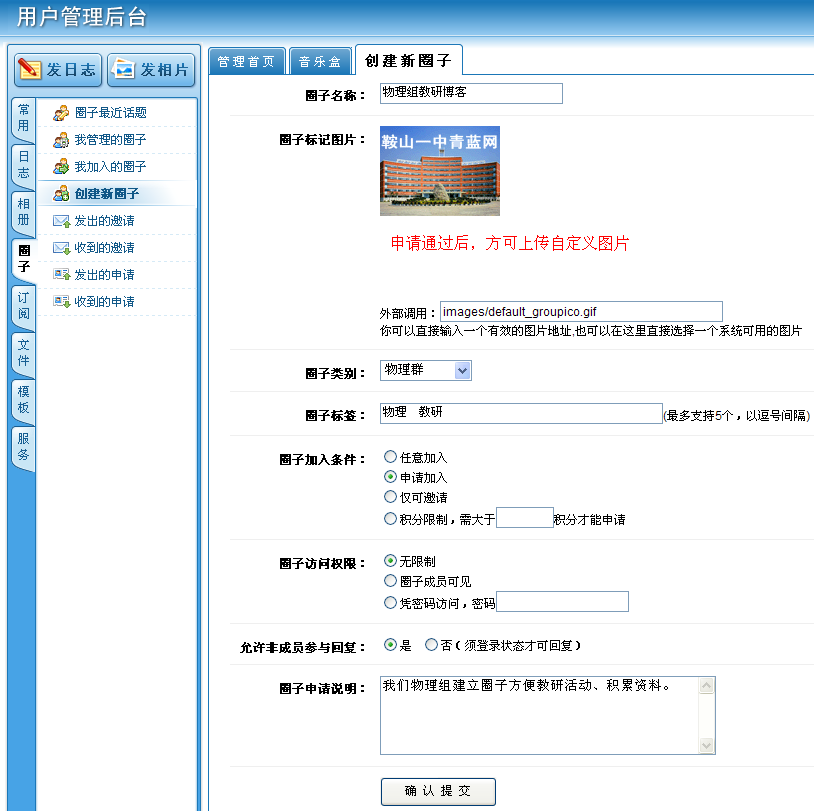 用户管理后台
发日志 发相片
管理首页 音乐盒 创建新圈子
常用
日志
相册
圈子
订阅
文件
模板
服务
圈子最近话题
我管理的圈子
我加入的圈子
创建新圈子
发出的邀请
收到的邀请
发出的申请
收到的申请
圈子名称： 物理组教研博客
圈子标记图片：
鞍山一中青蓝网
申请通过后，方可上传自定义图片
外部调用： images/default_groupico.gif
你可以直接输入一个有效的图片地址,也可以在这里直接选择一个系统可用的图片
圈子类别： 物理群
圈子标签： 物理 教研 (最多支持5个，以逗号间隔)
圈子加入条件： 任意加入
申请加入
仅可邀请
积分限制，需大于 积分才能申请
圈子访问权限： 无限制
圈子成员可见
凭密码访问，密码
允许非成员参与回复： 是 否（须登录状态才可回复）
圈子申请说明： 我们物理组建立圈子方便教研活动、积累资料。
确认提交